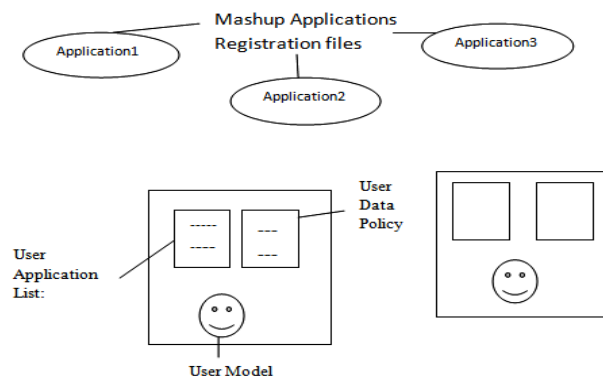 Mashup Applications
Registration files
Application1
Application3
Application2
User
Data
Policy
-----
----
---
---
User
Application
List:
User Model